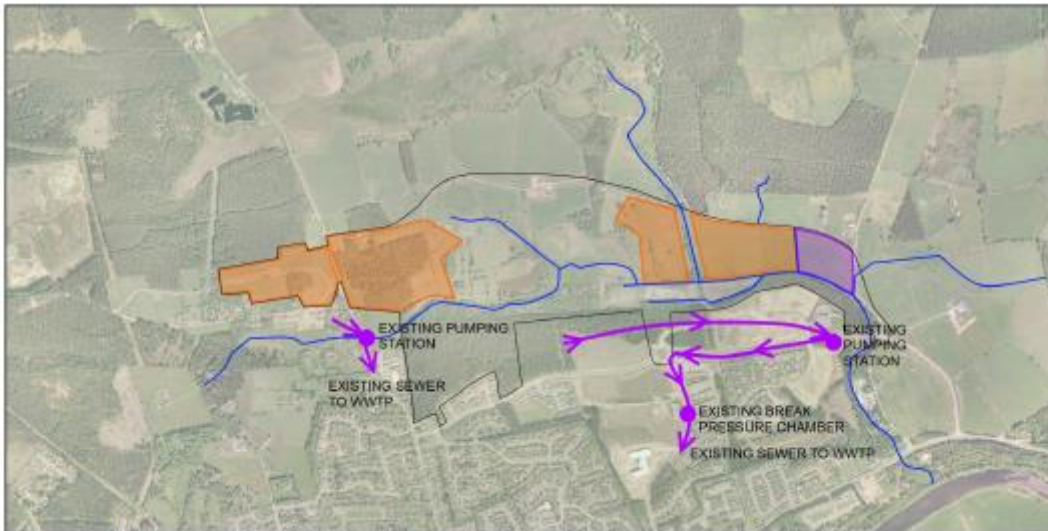 EXISTING PUMPING
STATION
EXISTING SEWER
TO WWTP
EXISTING
PUMPING
STATION
EXISTING BREAK
PRESSURE CHAMBER
EXISTING SEWER TO WWTP